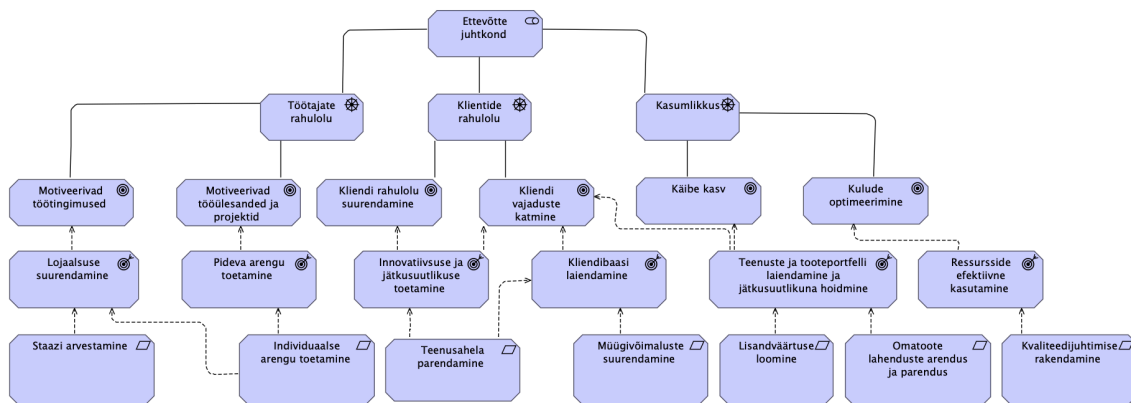 Ettevõtte
juhtkond
Töötajate
rahulolu
Klientide
rahulolu
Kasumlikkus
Motiveerivad
töötingimused
Motiveerivad
tööülesanded ja
projektid
Kliendi rahulolu
suurendamine
Kliendi
vajaduste
katmine
Käibe kasv
Kulude
optimeerimine
Lojaalsuse
suurendamine
Pideva arengu
toetamine
Innovatiivsuse ja
jätkusuutlikuse
toetamine
Kliendibaasi
laiendamine
Teenuste ja tooteportfelli
laiendamine ja
jätkusuutlikuna hoidmine
Ressursside
efektiivne
kasutamine
Staazi arvestamine
Individuaalse
arengu toetamine
Teenusahela
parendamine
Müügivõimaluste
suurendamine
Lisandväärtuse
loomine
Omatoote
lahenduste arendus
ja parendus
Kvaliteedijuhtimise
rakendamine